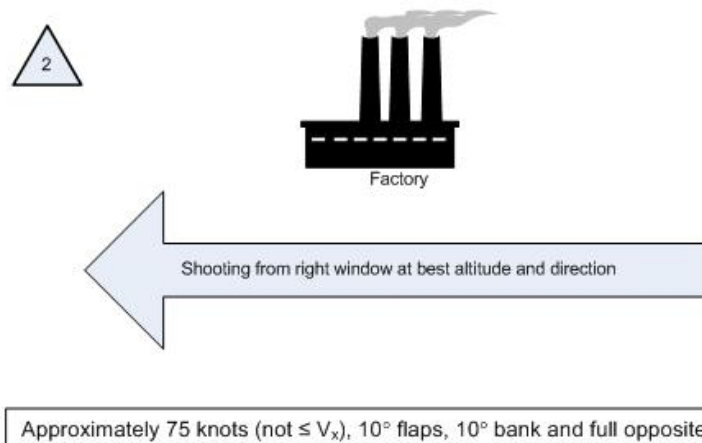 2
Factory
Shooting from right window at best altitude and direction
Approximately 75 knots (not ≤ Vₓ), 10° flaps, 10° bank and full opposite